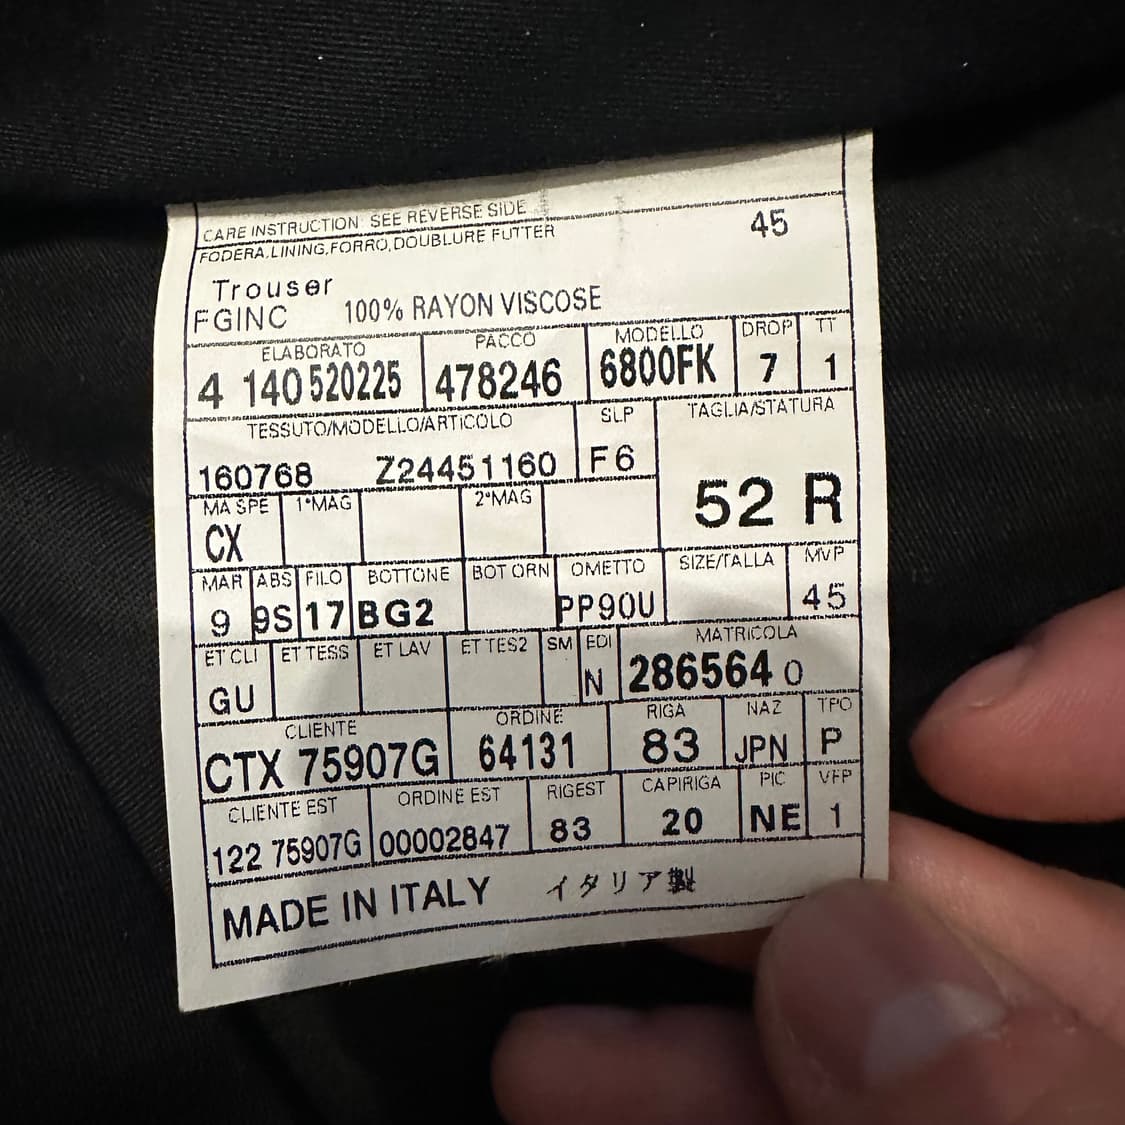 CARE INSTRUCTION: SEE REVERSE SIDE
FODERA,LINING,FORRO,DOUBLURE FUTTER 45
Trouser
FGINC 100% RAYON VISCOSE
ELABORATO PACCO MODELLO DROP TT
4 140520225 478246 6800FK 7 1
TESSUTO/MODELLO/ARTICOLO SLP TAGLIA/STATURA
160768 Z24451160 F6 52 R
MA SPE 1°MAG 2°MAG
CX
MAR ABS FILO BOTTONE BOT ORN OMETTO SIZE/TALLA MVP
9 9S 17 BG2 PP90U 45
ET CLI ET TESS ET LAV ET TES2 SM EDI MATRICOLA
GU N 286564 0
CLIENTE ORDINE RIGA NAZ TPO
CTX 75907G 64131 83 JPN P
CLIENTE EST ORDINE EST RIGEST CAPIRIGA PIC VFP
122 75907G 00002847 83 20 NE 1
MADE IN ITALY イタリア製